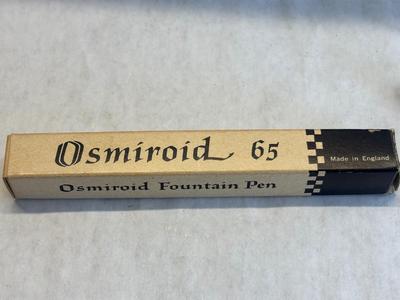 Osmiroid 65
Made in England
Osmiroid Fountain Pen